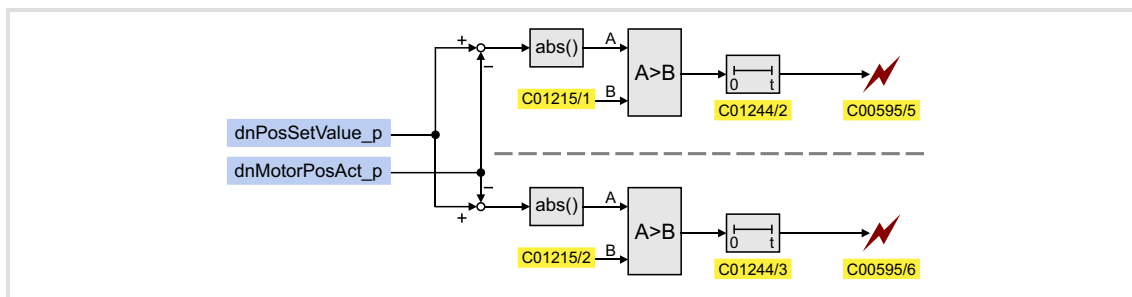 +
abs()
A
A>B
−
C01215/1
B
0 t
C01244/2
C00595/5
dnPosSetValue_p
dnMotorPosAct_p
−
+
abs()
A
A>B
C01215/2
B
0 t
C01244/3
C00595/6